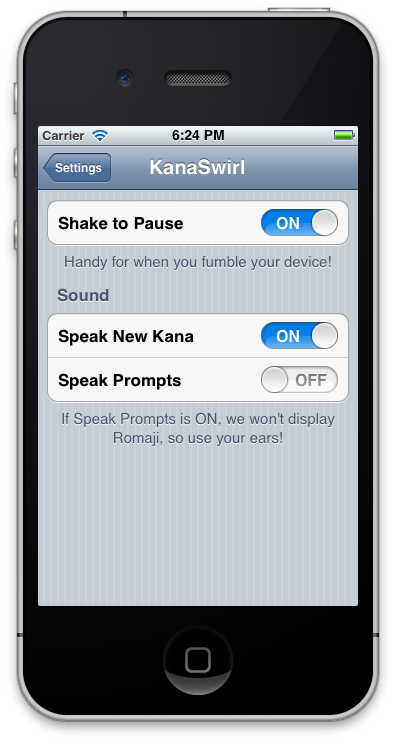 Carrier 6:24 PM
Settings KanaSwirl
Shake to Pause ON
Handy for when you fumble your device!
Sound
Speak New Kana ON
Speak Prompts OFF
If Speak Prompts is ON, we won't display
Romaji, so use your ears!